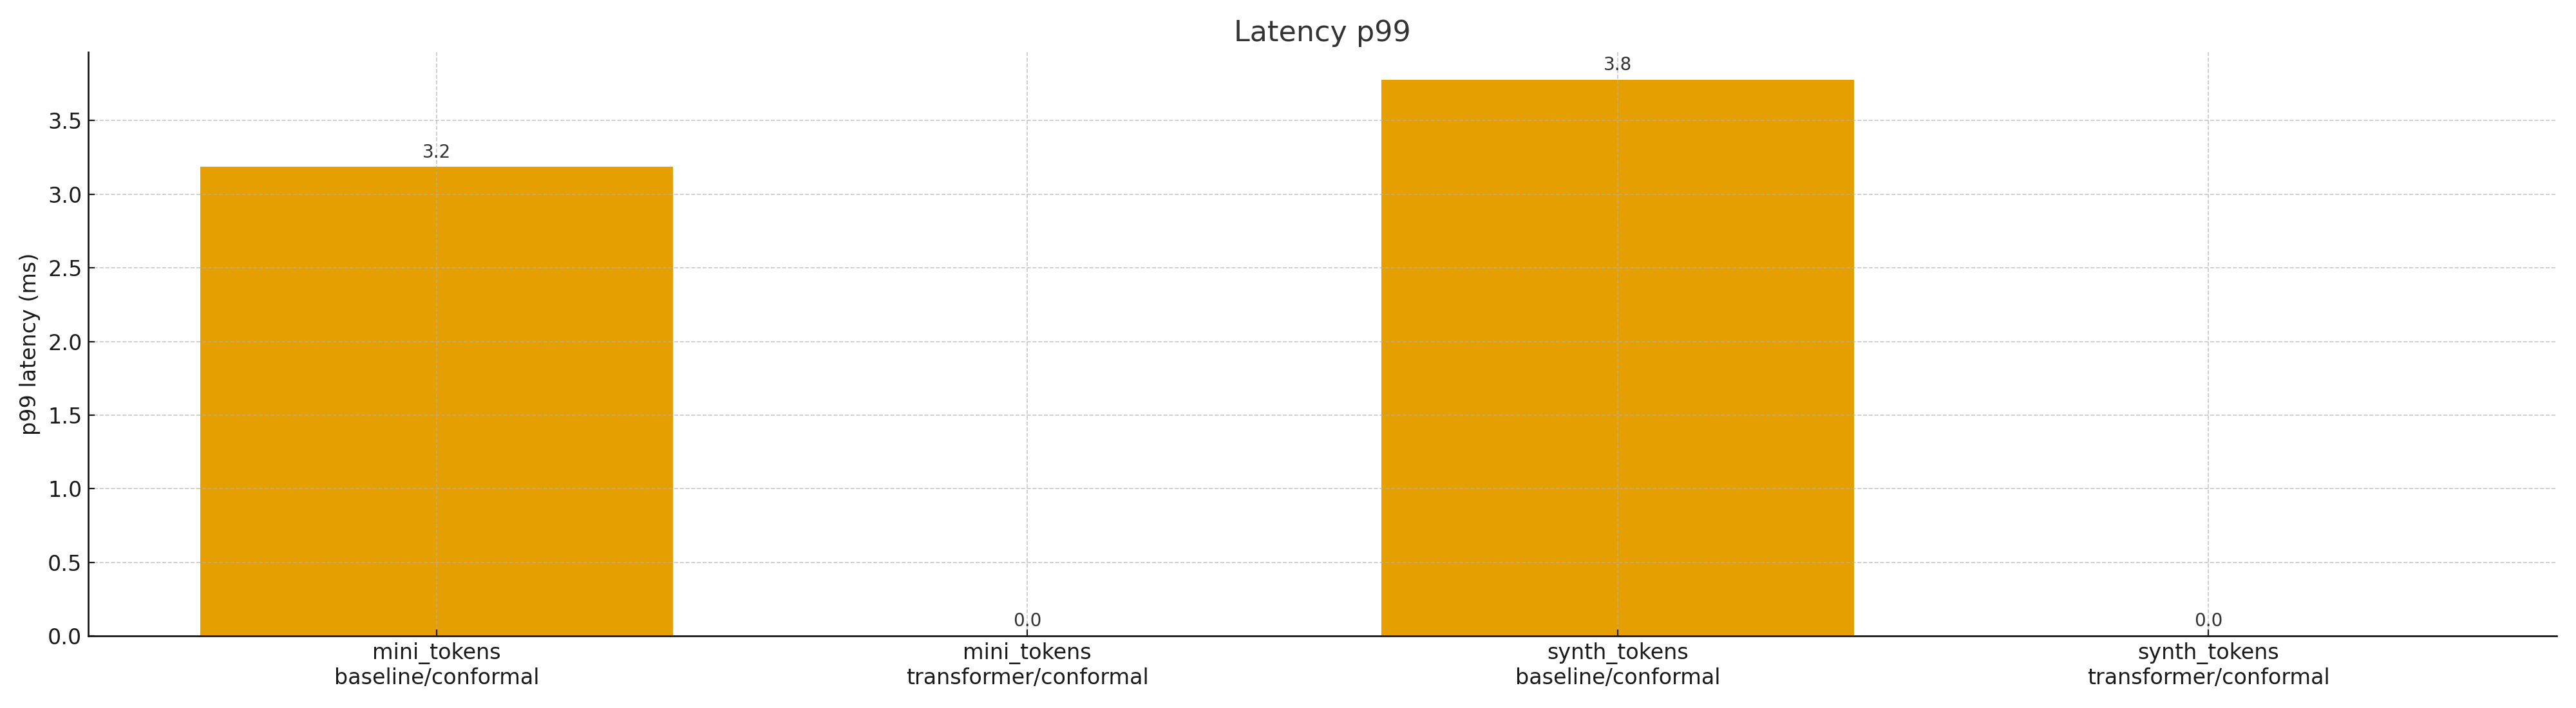 Latency p99
p99 latency (ms)
3.5
3.0
2.5
2.0
1.5
1.0
0.5
0.0
3.2
0.0
3.8
0.0
mini_tokens
baseline/conformal
mini_tokens
transformer/conformal
synth_tokens
baseline/conformal
synth_tokens
transformer/conformal